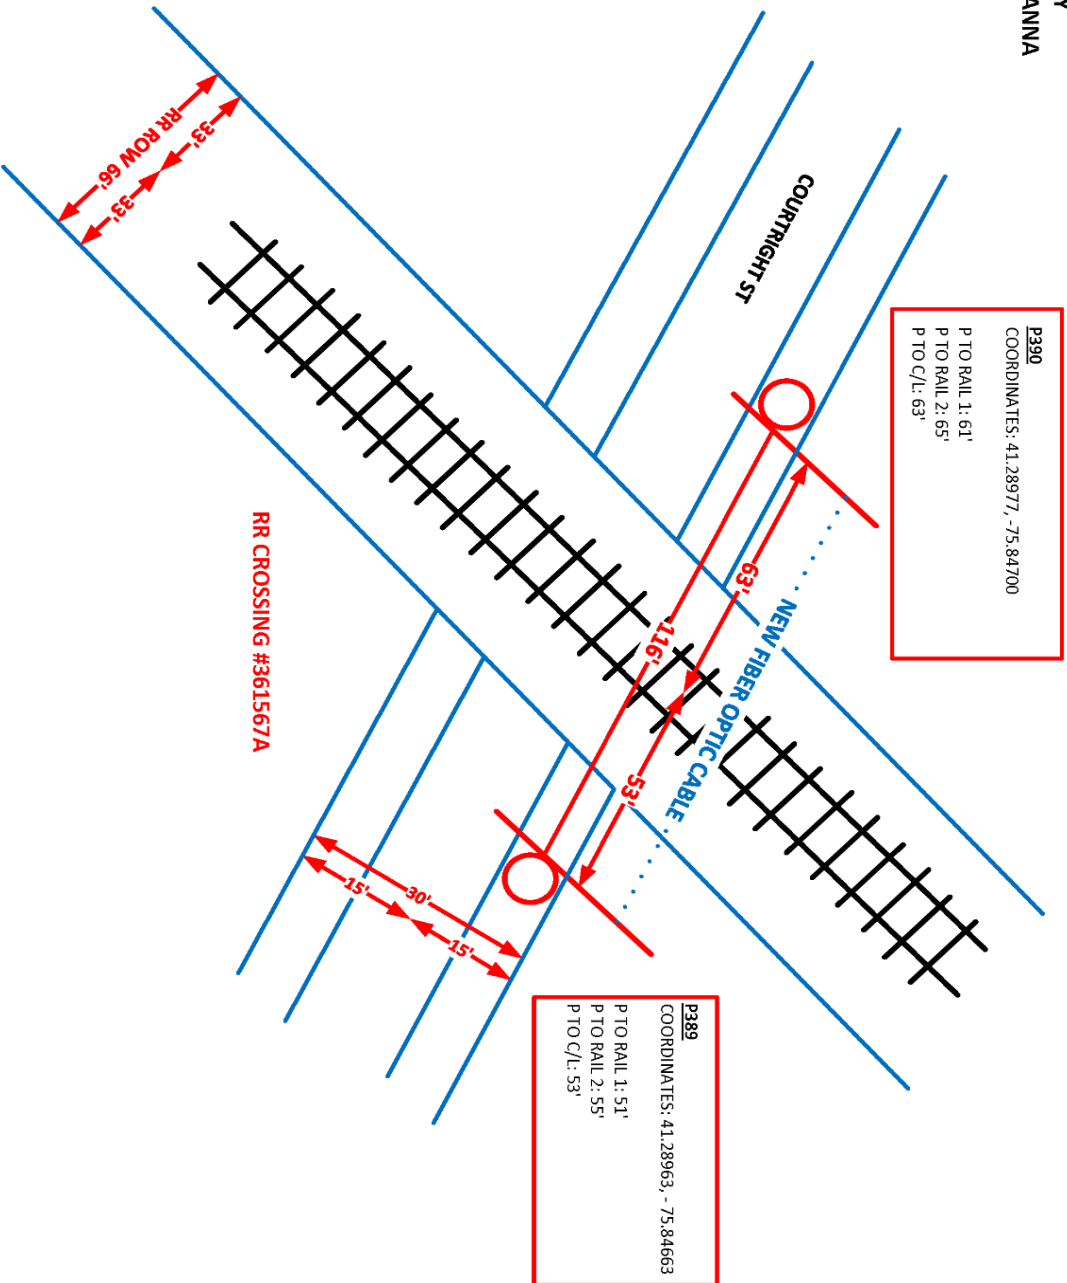 Y
ANNA
P390
COORDINATES: 41.28977, -75.84700
P TO RAIL 1: 61'
P TO RAIL 2: 65'
P TO C/L: 63'
COURTRIGHT ST
RR ROW 66'
33'
33'
63'
116'
53'
NEW FIBER OPTIC CABLE
RR CROSSING #361567A
30'
15'
15'
P389
COORDINATES: 41.28963, - 75.84663
P TO RAIL 1: 51'
P TO RAIL 2: 55'
P TO C/L: 53'